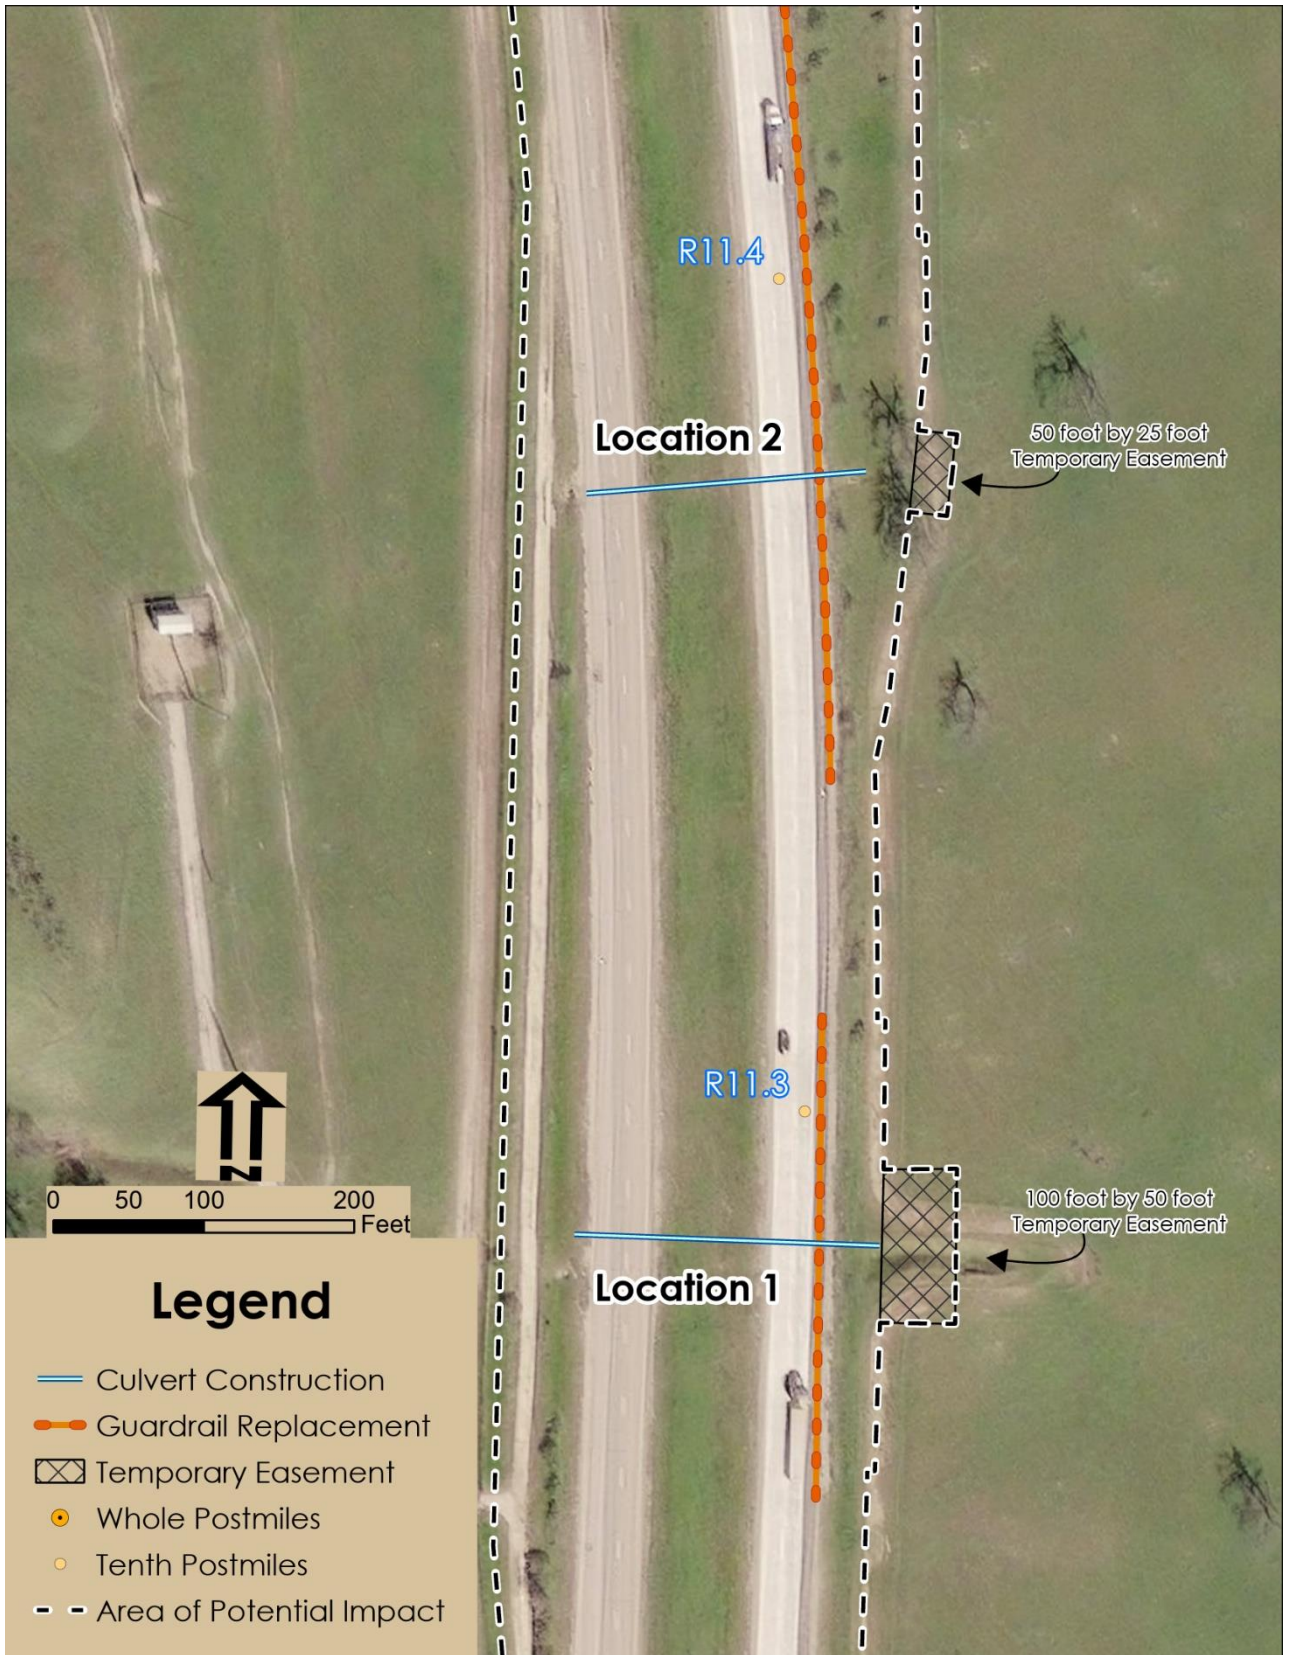 R11.4
Location 2
50 foot by 25 foot
Temporary Easement
R11.3
100 foot by 50 foot
Temporary Easement
Location 1
N
0 50 100 200
Feet
Legend
Culvert Construction
Guardrail Replacement
Temporary Easement
Whole Postmiles
Tenth Postmiles
Area of Potential Impact